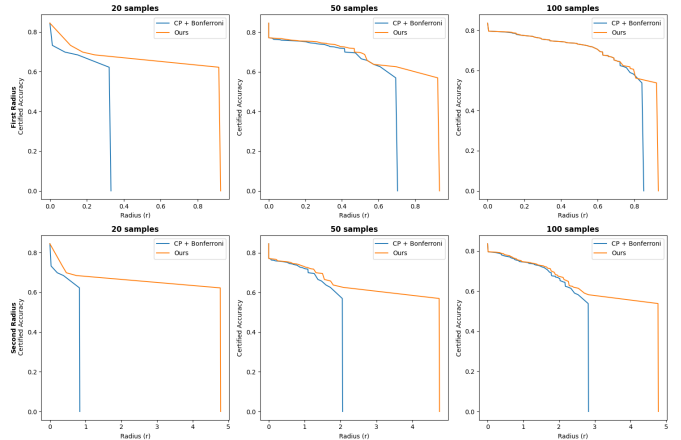 20 samples
50 samples
100 samples
First Radius
Certified Accuracy
0.8
0.6
0.4
0.2
0.0
CP + Bonferroni
Ours
0.0 0.2 0.4 0.6 0.8
Radius (r)
Certified Accuracy
0.8
0.6
0.4
0.2
0.0
CP + Bonferroni
Ours
0.0 0.2 0.4 0.6 0.8
Radius (r)
Certified Accuracy
0.8
0.6
0.4
0.2
0.0
CP + Bonferroni
Ours
0.0 0.2 0.4 0.6 0.8
Radius (r)
20 samples
50 samples
100 samples
Second Radius
Certified Accuracy
0.8
0.6
0.4
0.2
0.0
CP + Bonferroni
Ours
0 1 2 3 4 5
Radius (r)
Certified Accuracy
0.8
0.6
0.4
0.2
0.0
CP + Bonferroni
Ours
0 1 2 3 4
Radius (r)
Certified Accuracy
0.8
0.6
0.4
0.2
0.0
CP + Bonferroni
Ours
0 1 2 3 4 5
Radius (r)